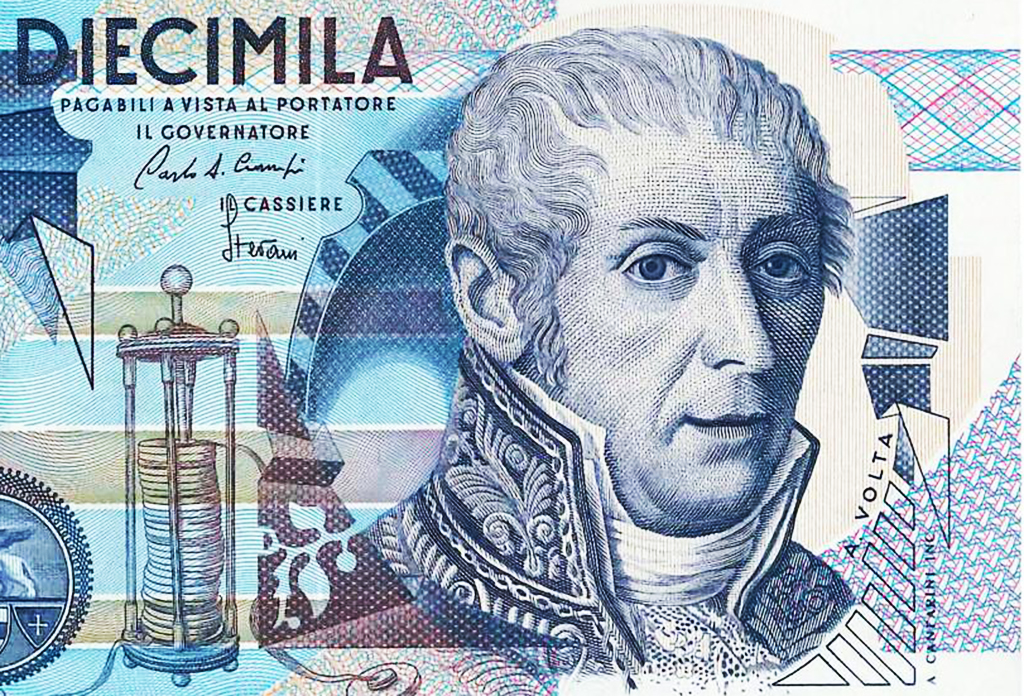 DIECIMILA
PAGABILI A VISTA AL PORTATORE
IL GOVERNATORE
Carlo A. Ciampi
IL CASSIERE
Stevani
A VOLTA
A CANFARINI INC.